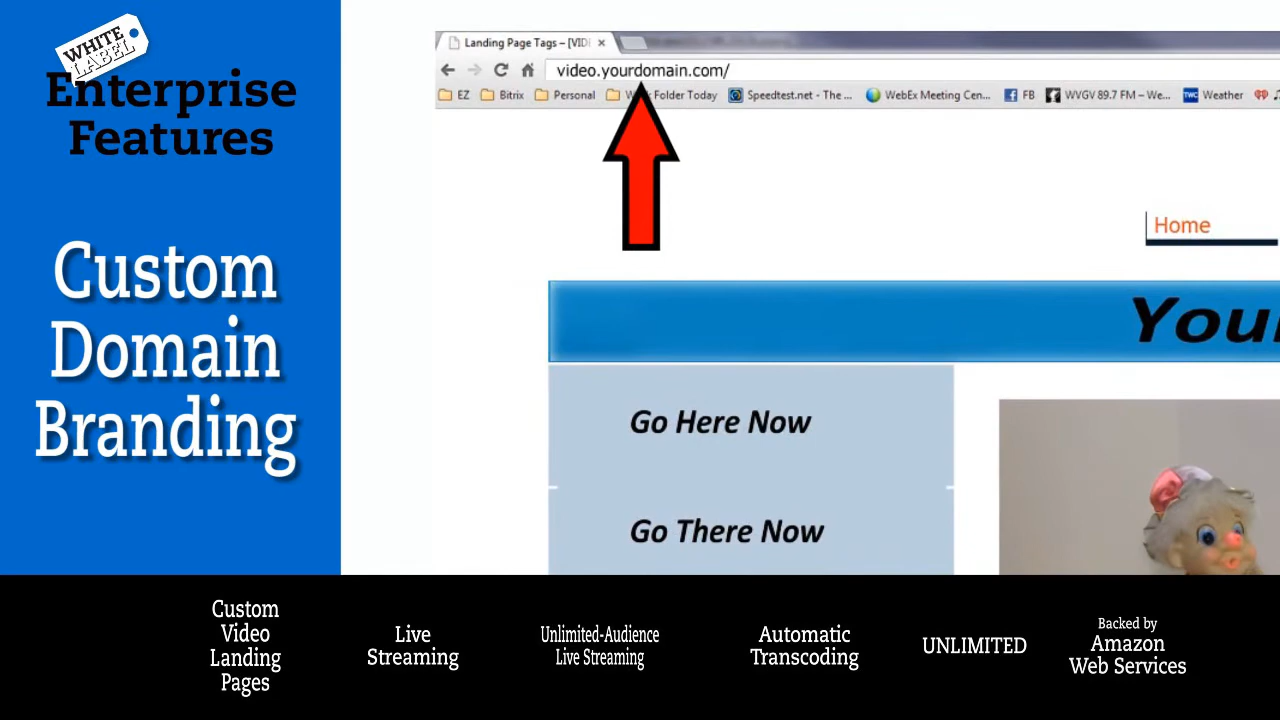 WHITE
LABEL
Enterprise
Features
Custom
Domain
Branding
Landing Page Tags – [VID
video.yourdomain.com/
EZ
Bitrix
Personal
Folder Today
Speedtest.net - The ...
WebEx Meeting Cen...
FB
WVGV 89.7 FM – We...
TWC
Weather
Home
Your
Go Here Now
Go There Now
Custom
Video
Landing
Pages
Live
Streaming
Unlimited-Audience
Live Streaming
Automatic
Transcoding
UNLIMITED
Backed by
Amazon
Web Services